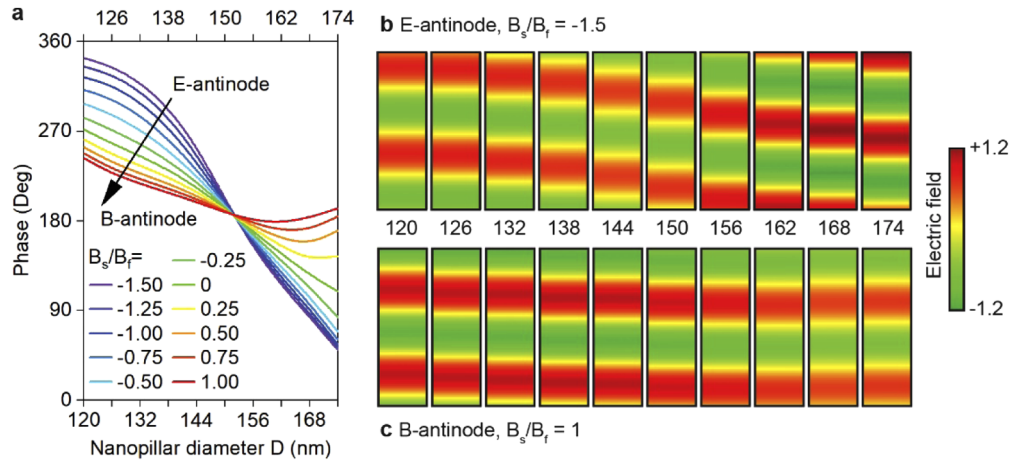 a
126 138 150 162 174
360
270
180
90
0
Phase (Deg)
E-antinode
B-antinode
Bs/Bf=
-1.50
-1.25
-1.00
-0.75
-0.50
-0.25
0
0.25
0.50
0.75
1.00
120 132 144 156 168
Nanopillar diameter D (nm)
b E-antinode, Bs/Bf = -1.5
120 126 132 138 144 150 156 162 168 174
c B-antinode, Bs/Bf = 1
+1.2
Electric field
-1.2